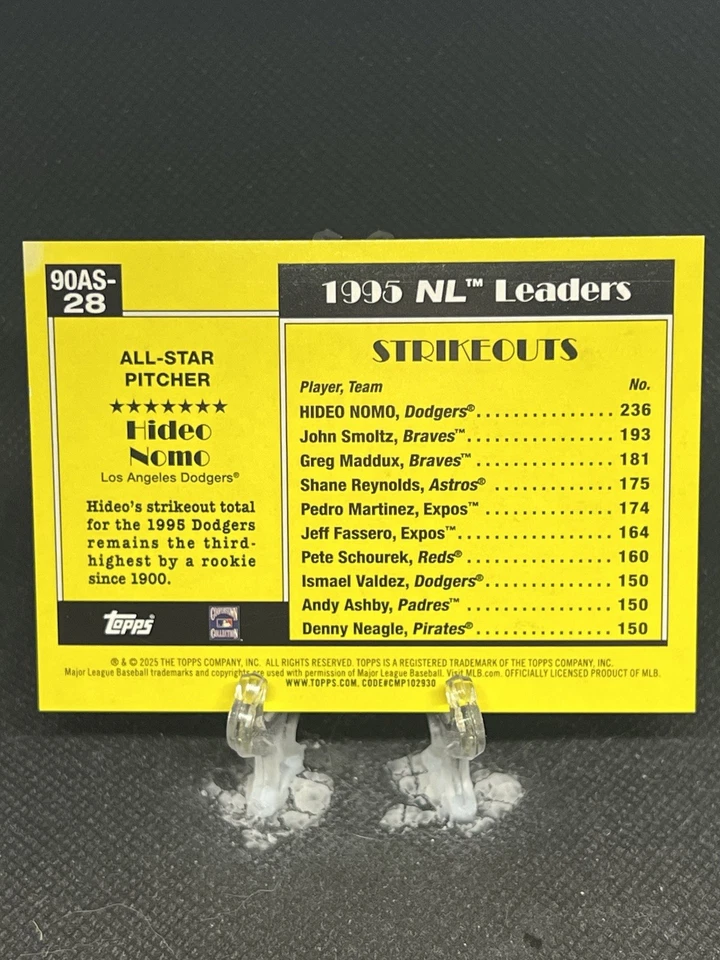 90AS-
28
ALL-STAR
PITCHER
★★★★★★★
Hideo
Nomo
Los Angeles Dodgers®
Hideo's strikeout total
for the 1995 Dodgers
remains the third-
highest by a rookie
since 1900.
Topps®
COOPERSTOWN
COLLECTION
1995 NL™ Leaders
STRIKEOUTS
Player, Team No.
HIDEO NOMO, Dodgers® 236
John Smoltz, Braves™ 193
Greg Maddux, Braves™ 181
Shane Reynolds, Astros® 175
Pedro Martinez, Expos™ 174
Jeff Fassero, Expos™ 164
Pete Schourek, Reds® 160
Ismael Valdez, Dodgers® 150
Andy Ashby, Padres™ 150
Denny Neagle, Pirates® 150
® & © 2025 THE TOPPS COMPANY, INC. ALL RIGHTS RESERVED. TOPPS IS A REGISTERED TRADEMARK OF THE TOPPS COMPANY, INC.
Major League Baseball trademarks and copyrights are used with permission of Major League Baseball. Visit MLB.com. OFFICIALLY LICENSED PRODUCT OF MLB.
WWW.TOPPS.COM. CODE#CMP102930